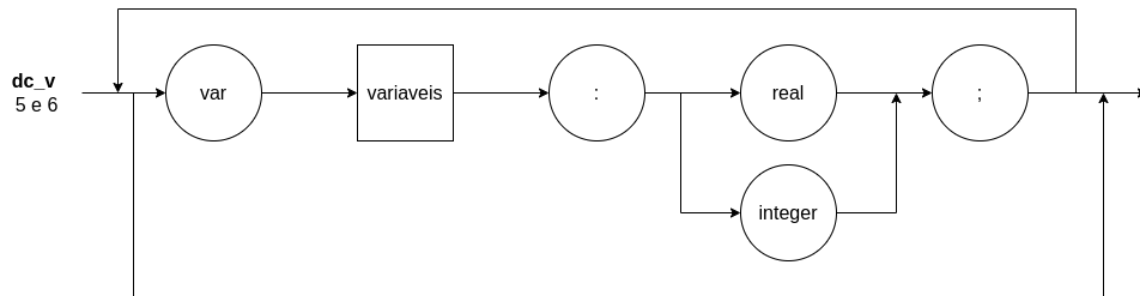 dc_v
5 e 6
var
variaveis
:
real
;
integer